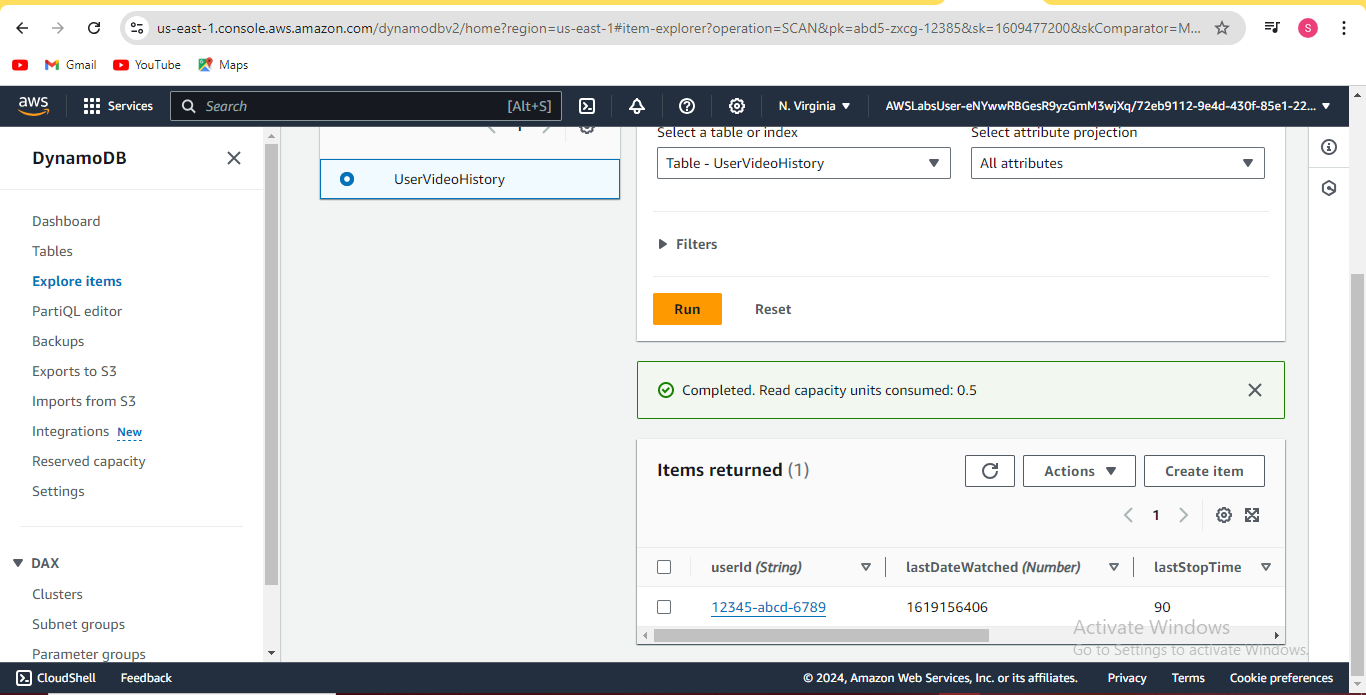 us-east-1.console.aws.amazon.com/dynamodbv2/home?region=us-east-1#item-explorer?operation=SCAN&pk=abd5-zxcg-12385&sk=1609477200&skComparator=M...
S
Gmail YouTube Maps
aws Services Search [Alt+S] N. Virginia AWSLabsUser-eNYwwRBGesR9yzGmM3wjXq/72eb9112-9e4d-430f-85e1-22...
DynamoDB
Dashboard
Tables
Explore items
PartiQL editor
Backups
Exports to S3
Imports from S3
Integrations New
Reserved capacity
Settings
DAX
Clusters
Subnet groups
Parameter groups
1
UserVideoHistory
Select a table or index Select attribute projection
Table - UserVideoHistory All attributes
Filters
Run Reset
Completed. Read capacity units consumed: 0.5
Items returned (1) Actions Create item
1
userId (String) lastDateWatched (Number) lastStopTime
12345-abcd-6789 1619156406 90
Activate Windows
Go to Settings to activate Windows.
CloudShell Feedback © 2024, Amazon Web Services, Inc. or its affiliates. Privacy Terms Cookie preferences